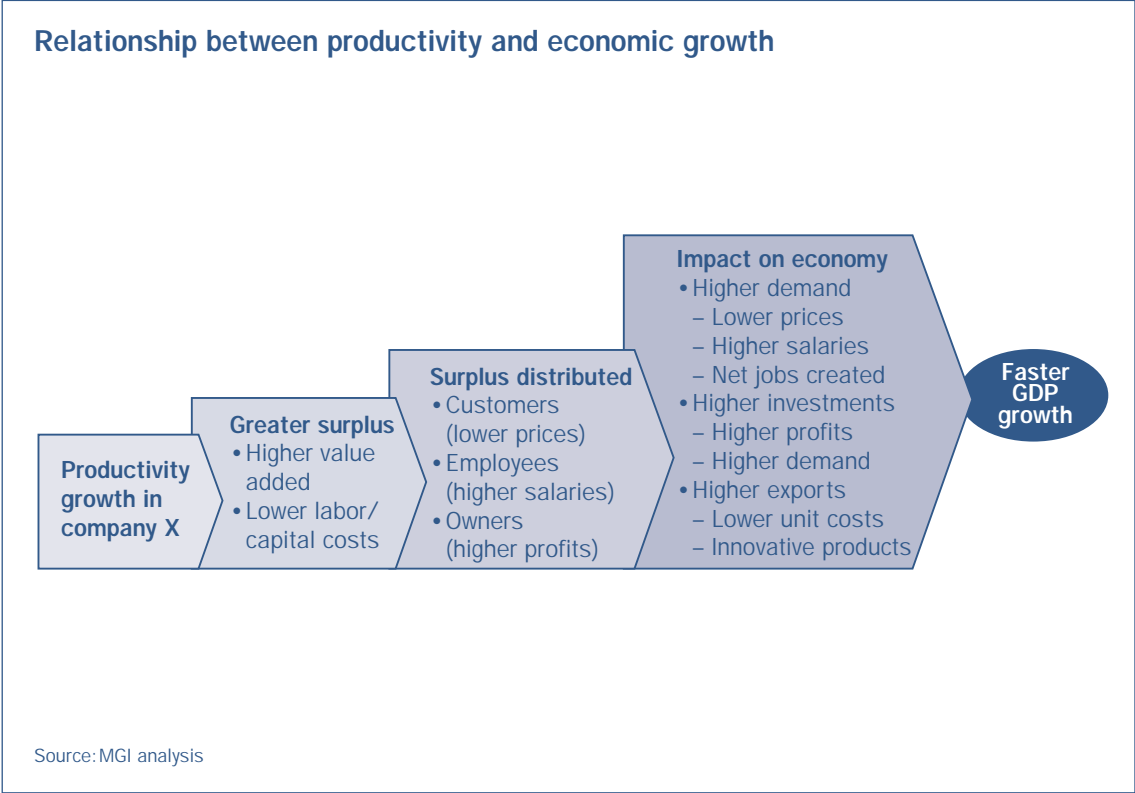 Relationship between productivity and economic growth
Productivity
growth in
company X
Greater surplus
• Higher value
added
• Lower labor/
capital costs
Surplus distributed
• Customers
(lower prices)
• Employees
(higher salaries)
• Owners
(higher profits)
Impact on economy
• Higher demand
– Lower prices
– Higher salaries
– Net jobs created
• Higher investments
– Higher profits
– Higher demand
• Higher exports
– Lower unit costs
– Innovative products
Faster
GDP
growth
Source: MGI analysis